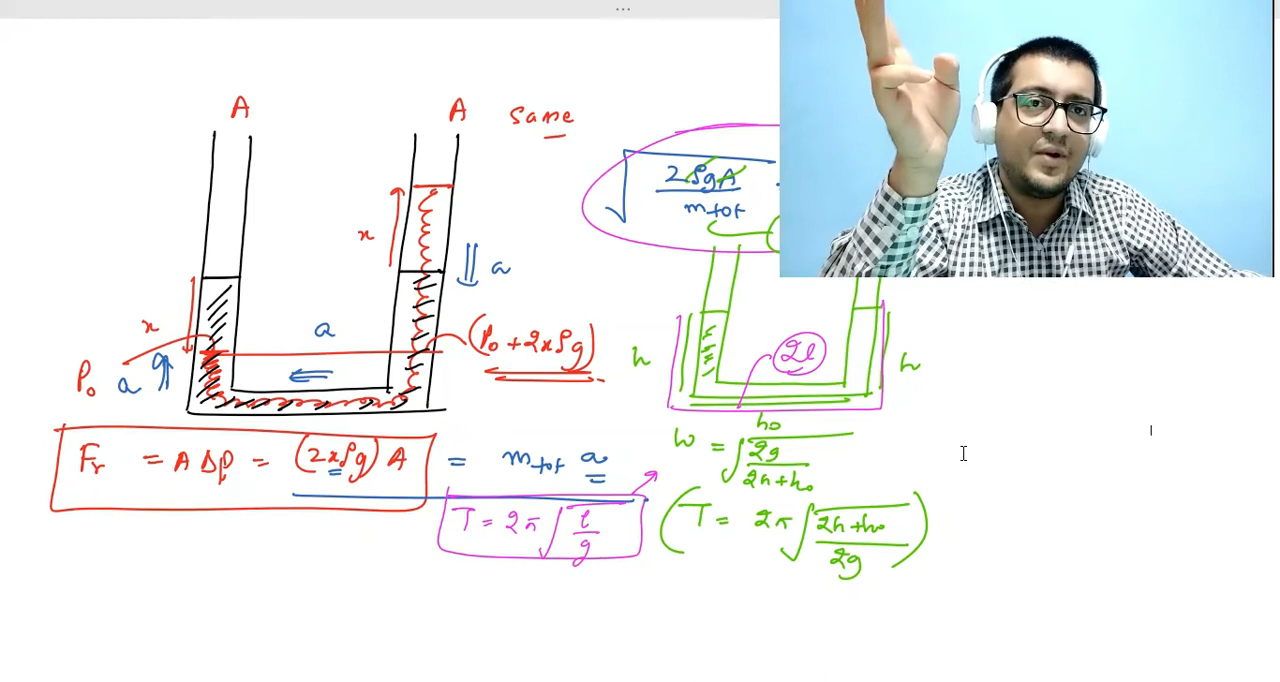 A A same
√(2ρgA / m_tot)
x
a
x a
P₀ a (P₀ + 2xρg)
h 2l h
h₀
F_r = A Δp = (2xρg) A = m_tot a
ω = √(2g / (2h + h₀))
T = 2π √(l / g)
(T = 2π √((2h + h₀) / 2g))